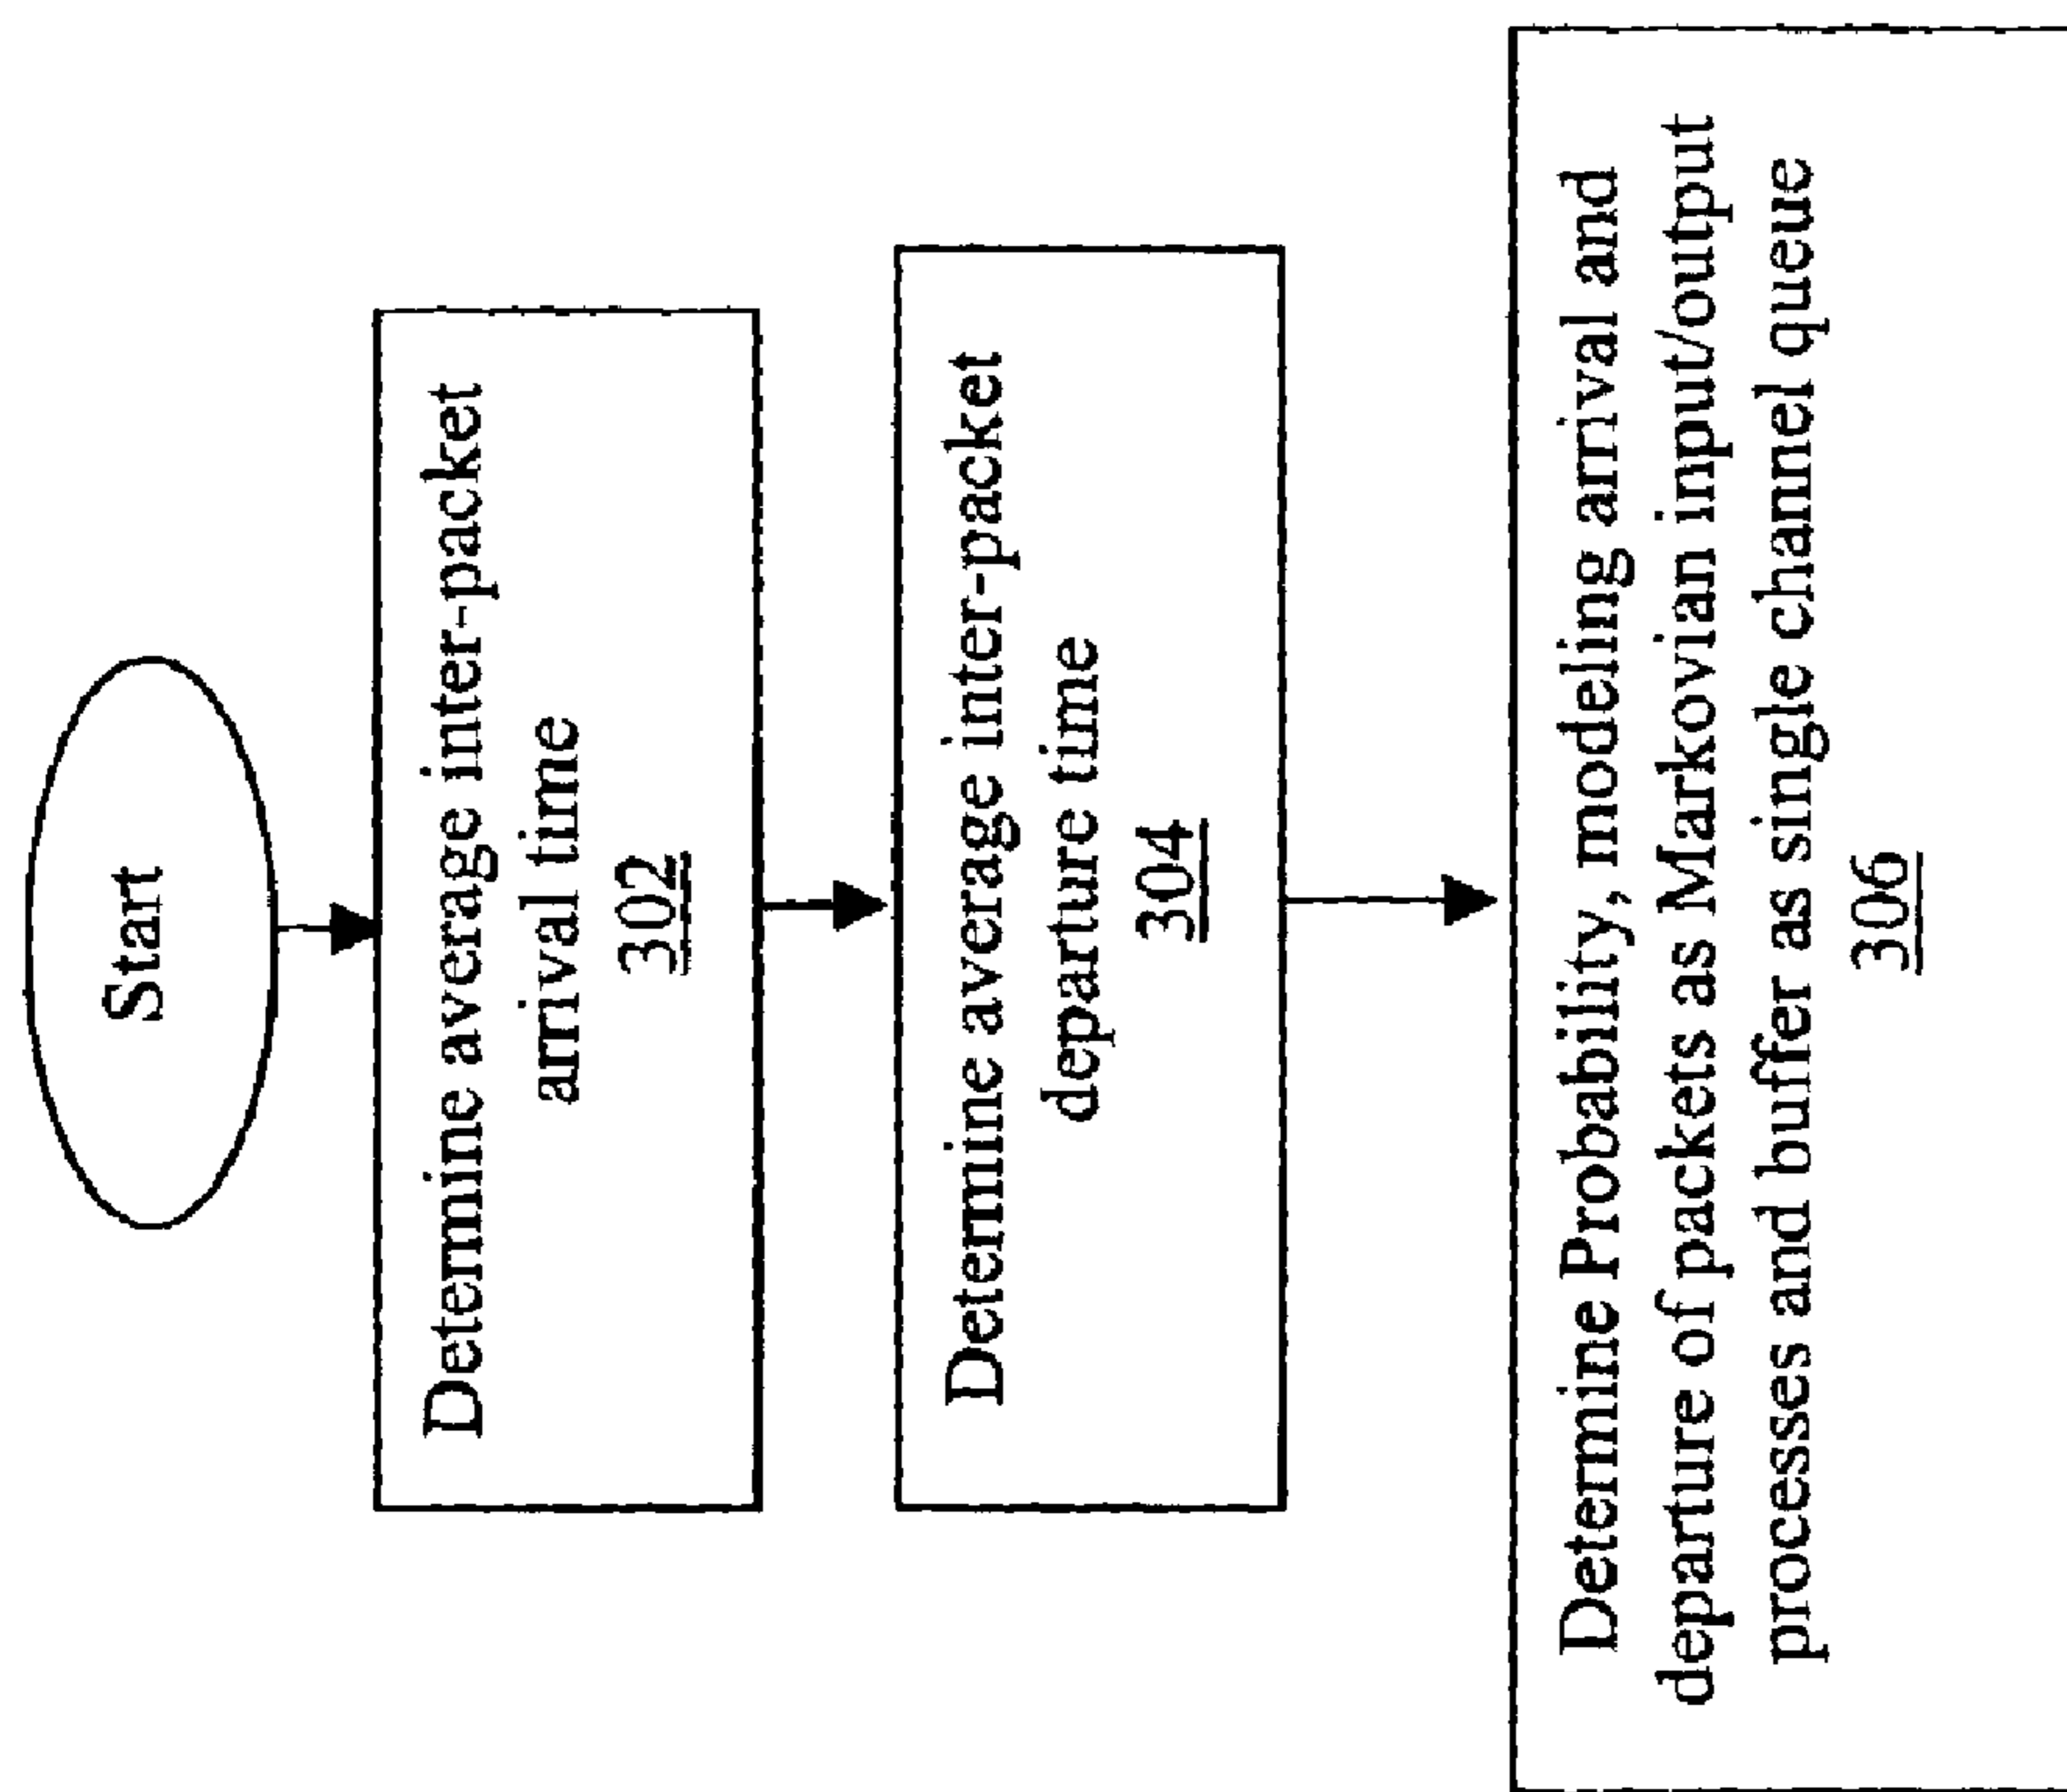 Start
Determine average inter-packet
arrival time
302
Determine average inter-packet
departure time
304
Determine Probability, modeling arrival and
departure of packets as Markovian input/output
processes and buffer as single channel queue
306